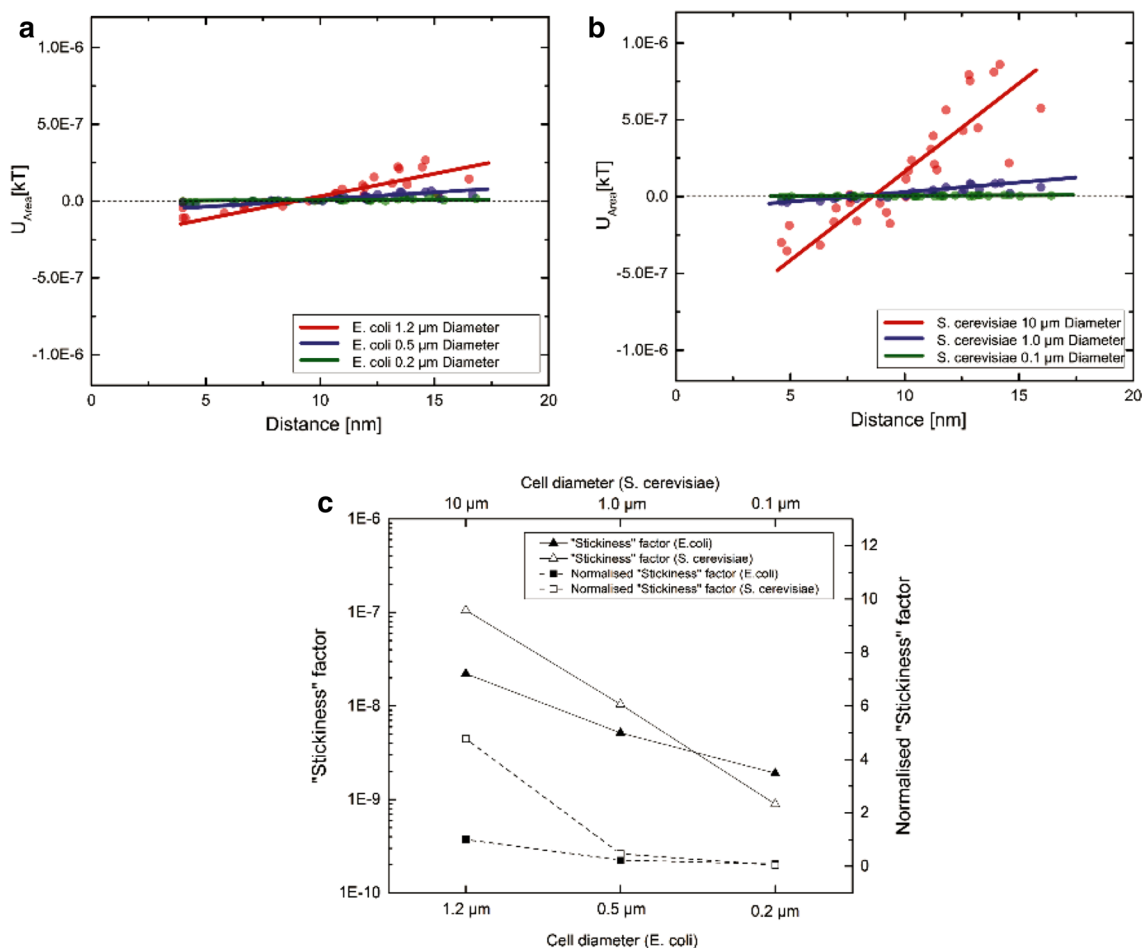 a
1.0E-6
5.0E-7
0.0
-5.0E-7
-1.0E-6
U Area [kT]
E. coli 1.2 µm Diameter
E. coli 0.5 µm Diameter
E. coli 0.2 µm Diameter
0 5 10 15 20
Distance [nm]
b
1.0E-6
5.0E-7
0.0
-5.0E-7
-1.0E-6
U Area [kT]
S. cerevisiae 10 µm Diameter
S. cerevisiae 1.0 µm Diameter
S. cerevisiae 0.1 µm Diameter
0 5 10 15 20
Distance [nm]
c
Cell diameter (S. cerevisiae)
10 µm 1.0 µm 0.1 µm
1E-6
1E-7
1E-8
1E-9
1E-10
"Stickiness" factor
"Stickiness" factor (E.coli)
"Stickiness" factor (S. cerevisiae)
Normalised "Stickiness" factor (E.coli)
Normalised "Stickiness" factor (S. cerevisiae)
12
10
8
6
4
2
0
Normalised "Stickiness" factor
1.2 µm 0.5 µm 0.2 µm
Cell diameter (E. coli)